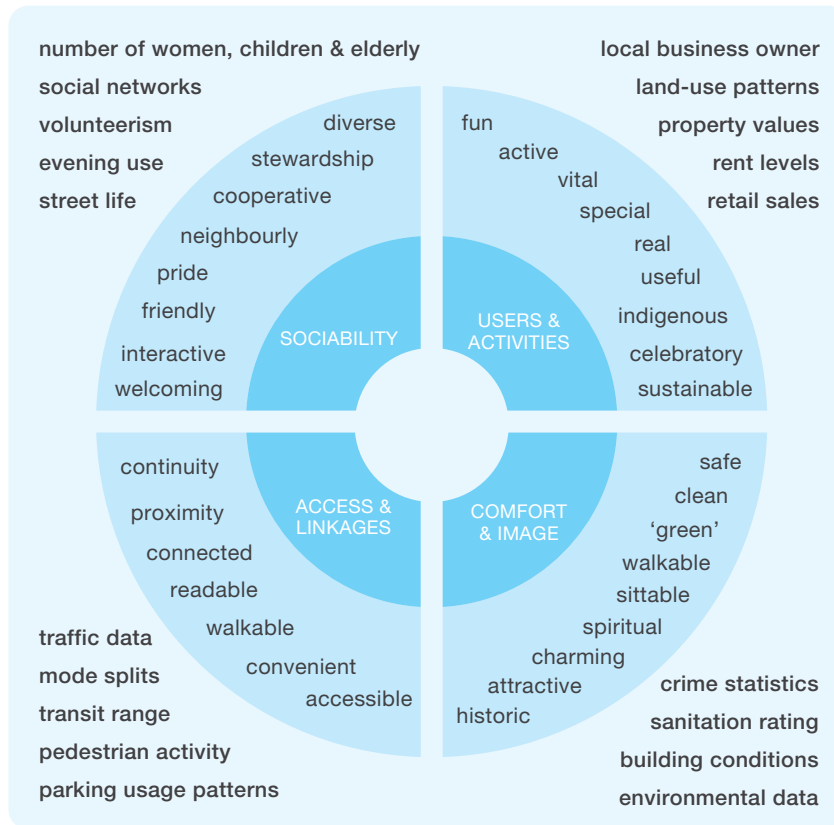 number of women, children & elderly
social networks
volunteerism
evening use
street life
diverse
stewardship
cooperative
neighbourly
pride
friendly
interactive
welcoming
SOCIABILITY
local business owner
land-use patterns
property values
rent levels
retail sales
fun
active
vital
special
real
useful
indigenous
celebratory
sustainable
USERS &
ACTIVITIES
continuity
proximity
connected
readable
walkable
convenient
accessible
ACCESS &
LINKAGES
traffic data
mode splits
transit range
pedestrian activity
parking usage patterns
safe
clean
‘green’
walkable
sittable
spiritual
charming
attractive
historic
COMFORT
& IMAGE
crime statistics
sanitation rating
building conditions
environmental data